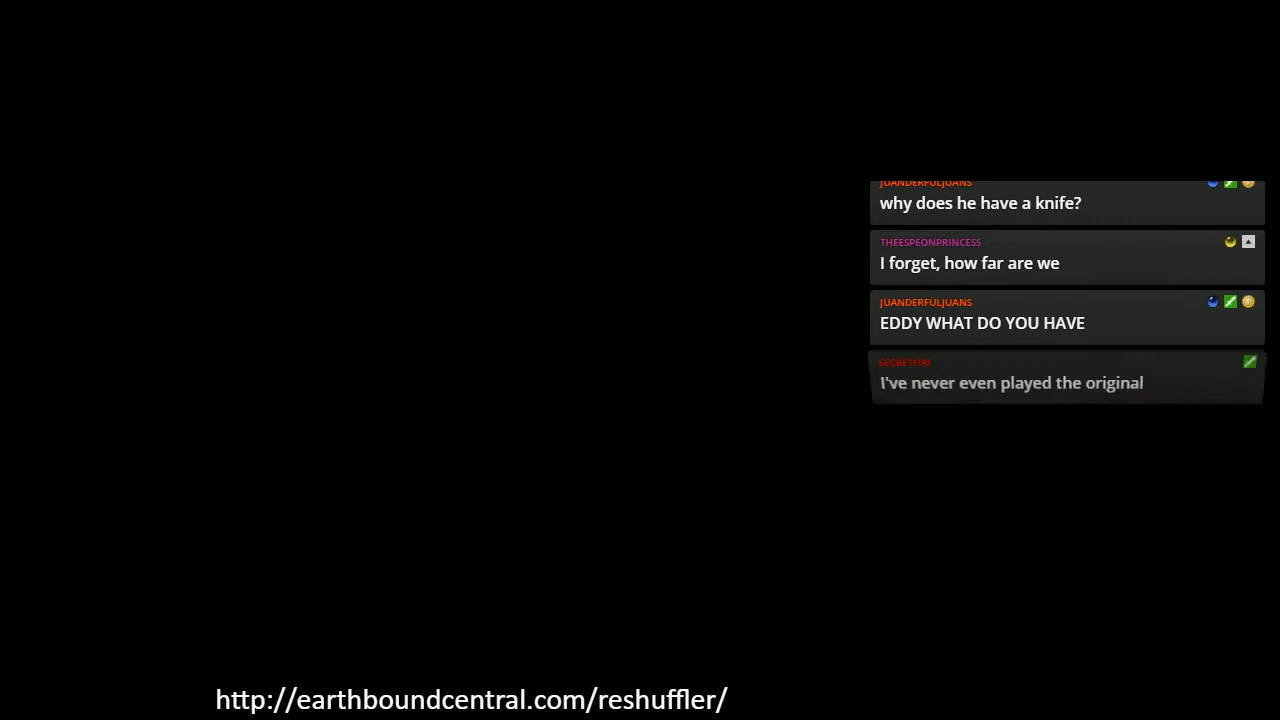 JUANDERFULJUANS
why does he have a knife?
THEESPEONPRINCESS
I forget, how far are we
JUANDERFULJUANS
EDDY WHAT DO YOU HAVE
I've never even played the original
http://earthboundcentral.com/reshuffler/